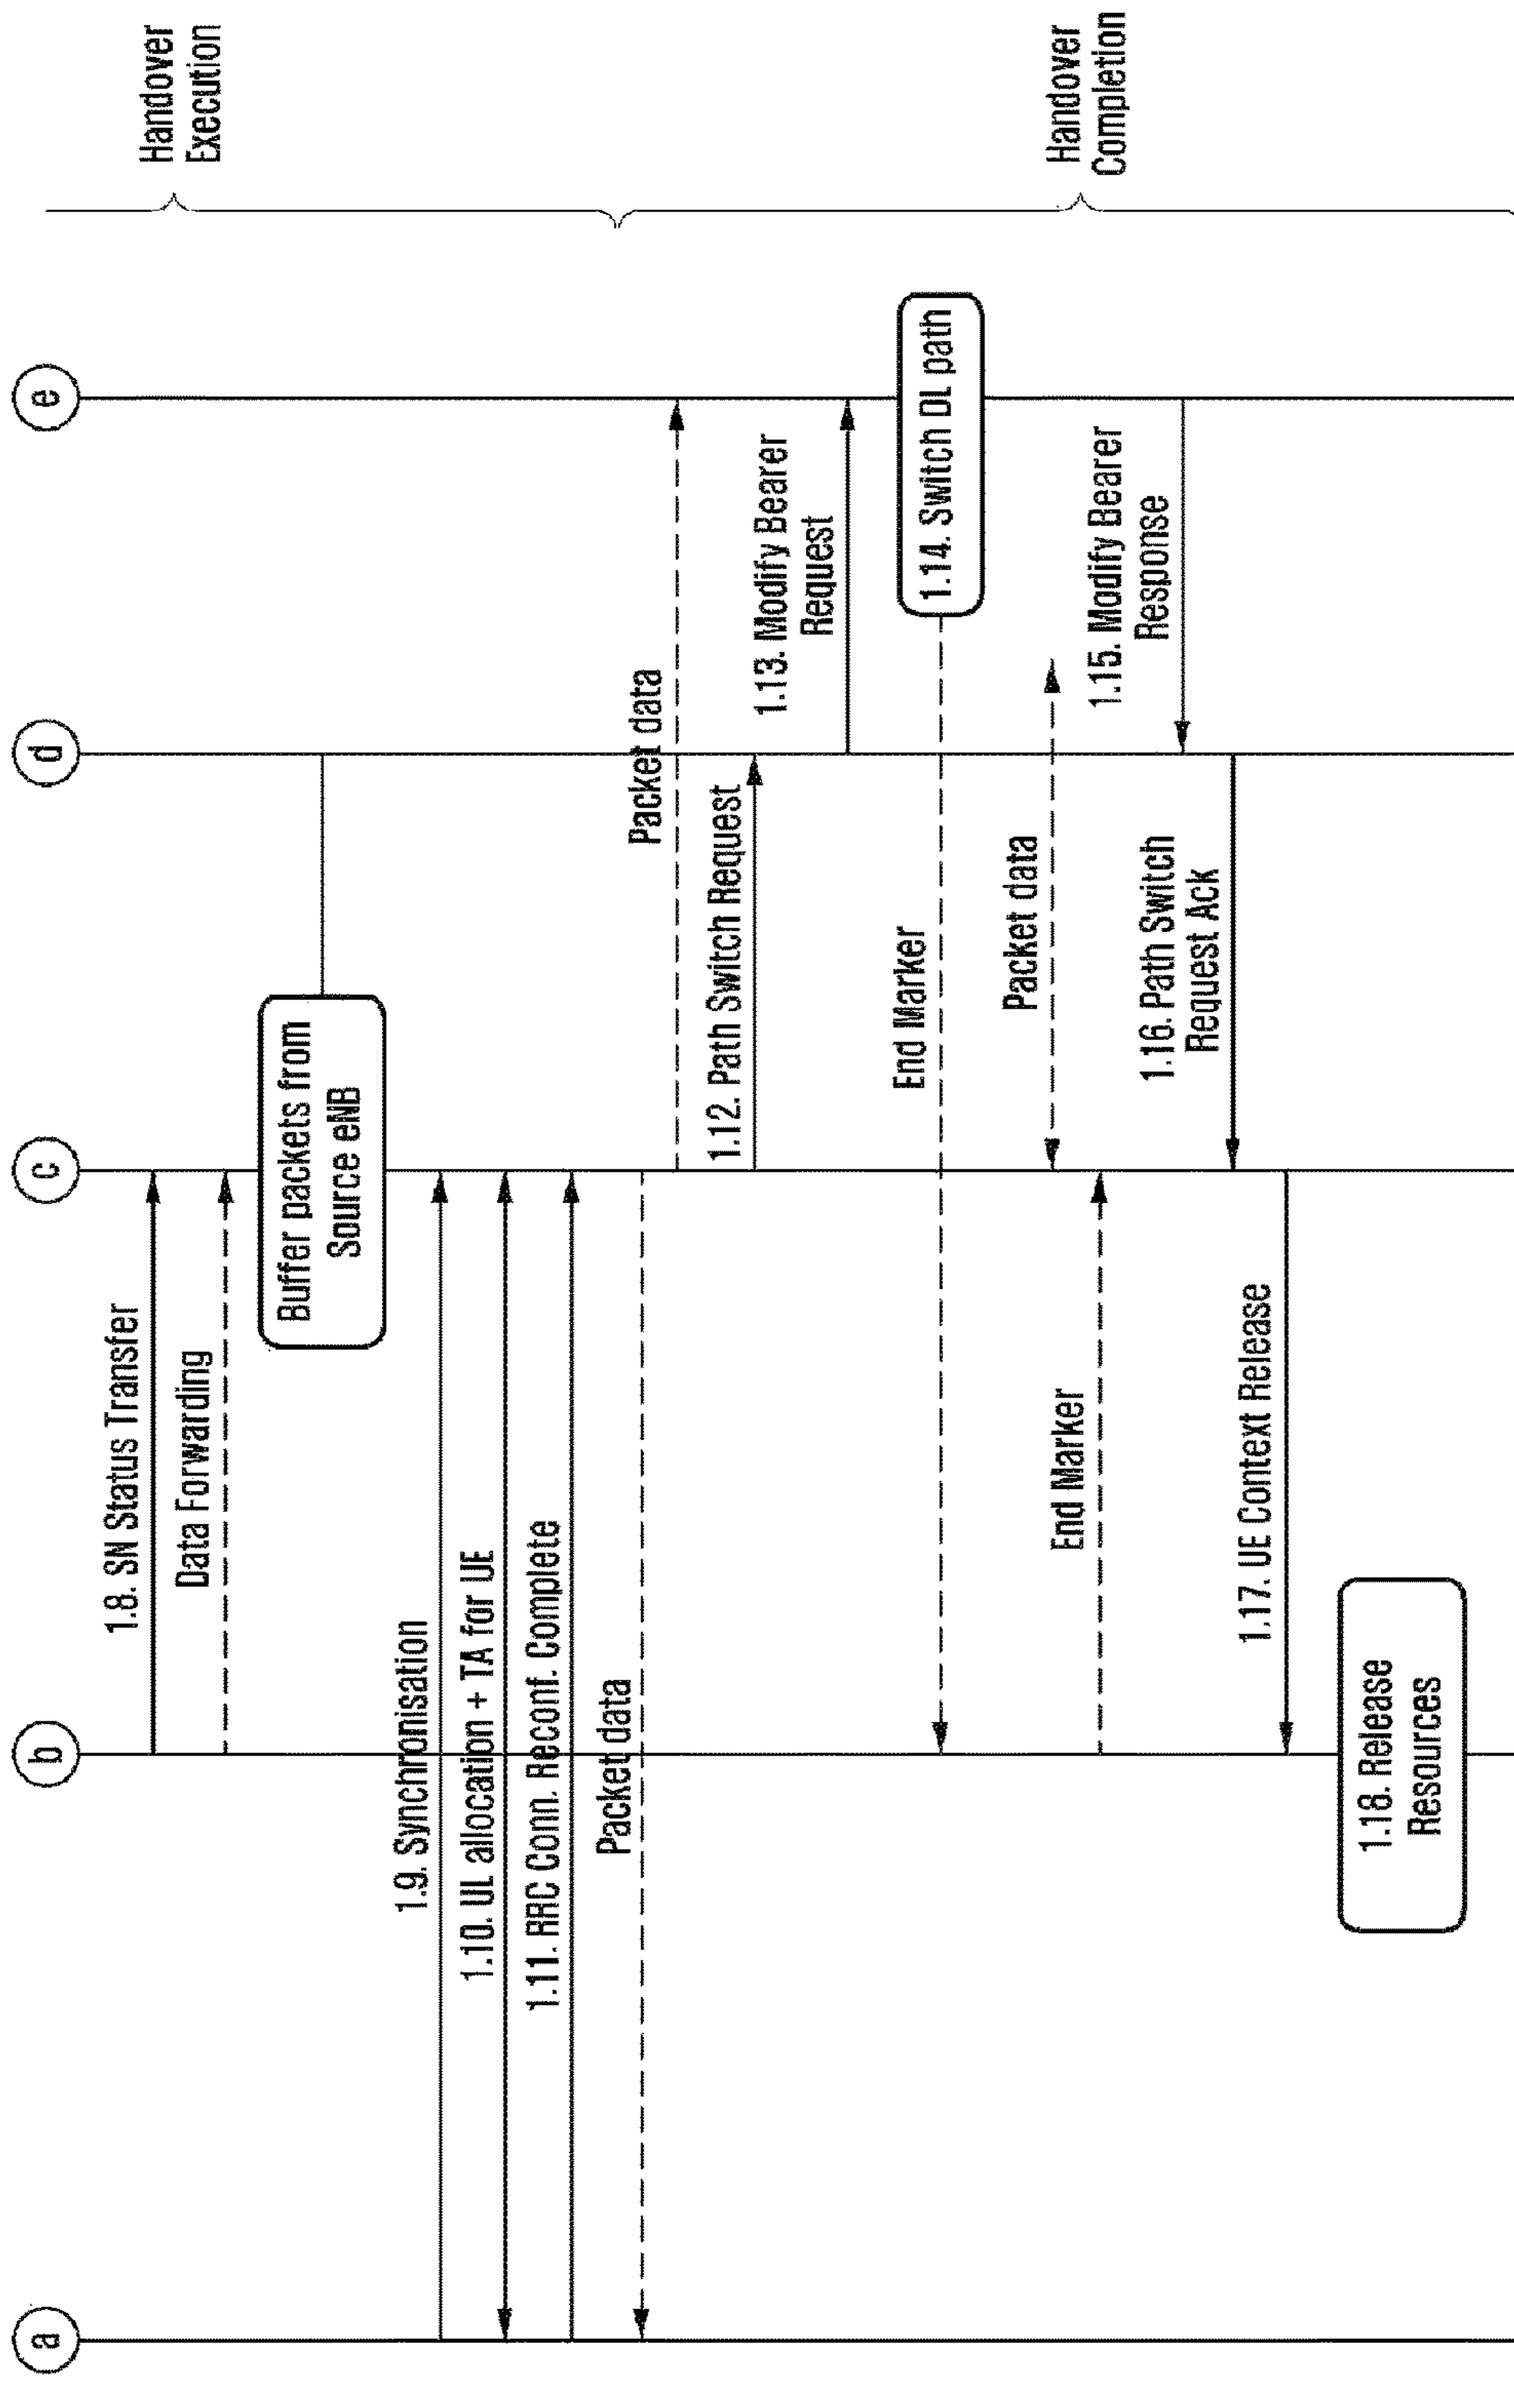 a
b
c
d
e
1.8. SN Status Transfer
Data Forwarding
Buffer packets from
Source eNB
Handover
Execution
1.9. Synchronisation
1.10. UL allocation + TA for UE
1.11. RRC Conn. Reconf. Complete
Packet data
Packet data
1.12. Path Switch Request
1.13. Modify Bearer
Request
End Marker
1.14. Switch DL path
Packet data
End Marker
Handover
Completion
1.15. Modify Bearer
Response
1.16. Path Switch
Request Ack
1.17. UE Context Release
1.18. Release
Resources